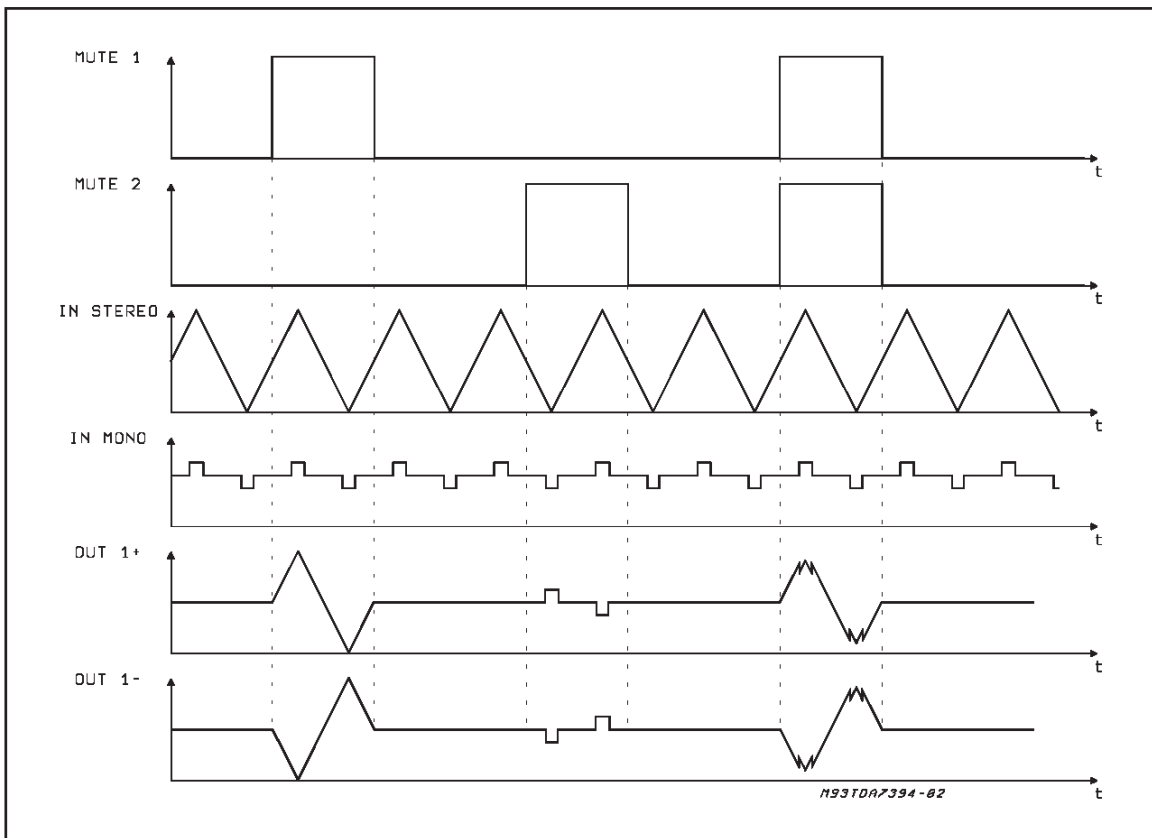 MUTE 1
t
MUTE 2
t
IN STEREO
t
IN MONO
t
OUT 1+
t
OUT 1-
t
M93TDA7394-02